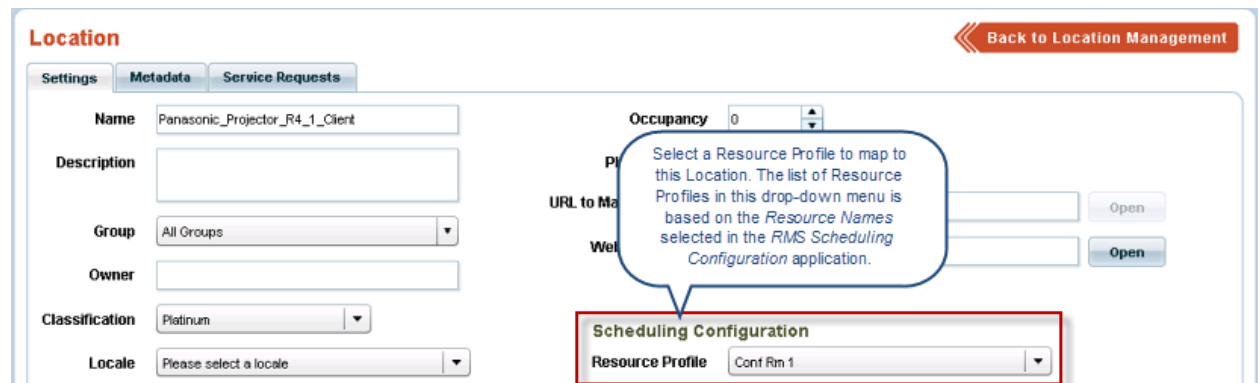 Location
Back to Location Management
Settings
Metadata
Service Requests
Name
Panasonic_Projector_R4_1_Client
Description
Group
All Groups
Owner
Classification
Platinum
Locale
Please select a locale
Occupancy
0
URL to Ma
Open
Open
Select a Resource Profile to map to
this Location. The list of Resource
Profiles in this drop-down menu is
based on the Resource Names
selected in the RMS Scheduling
Configuration application.
Scheduling Configuration
Resource Profile
Conf Rm 1